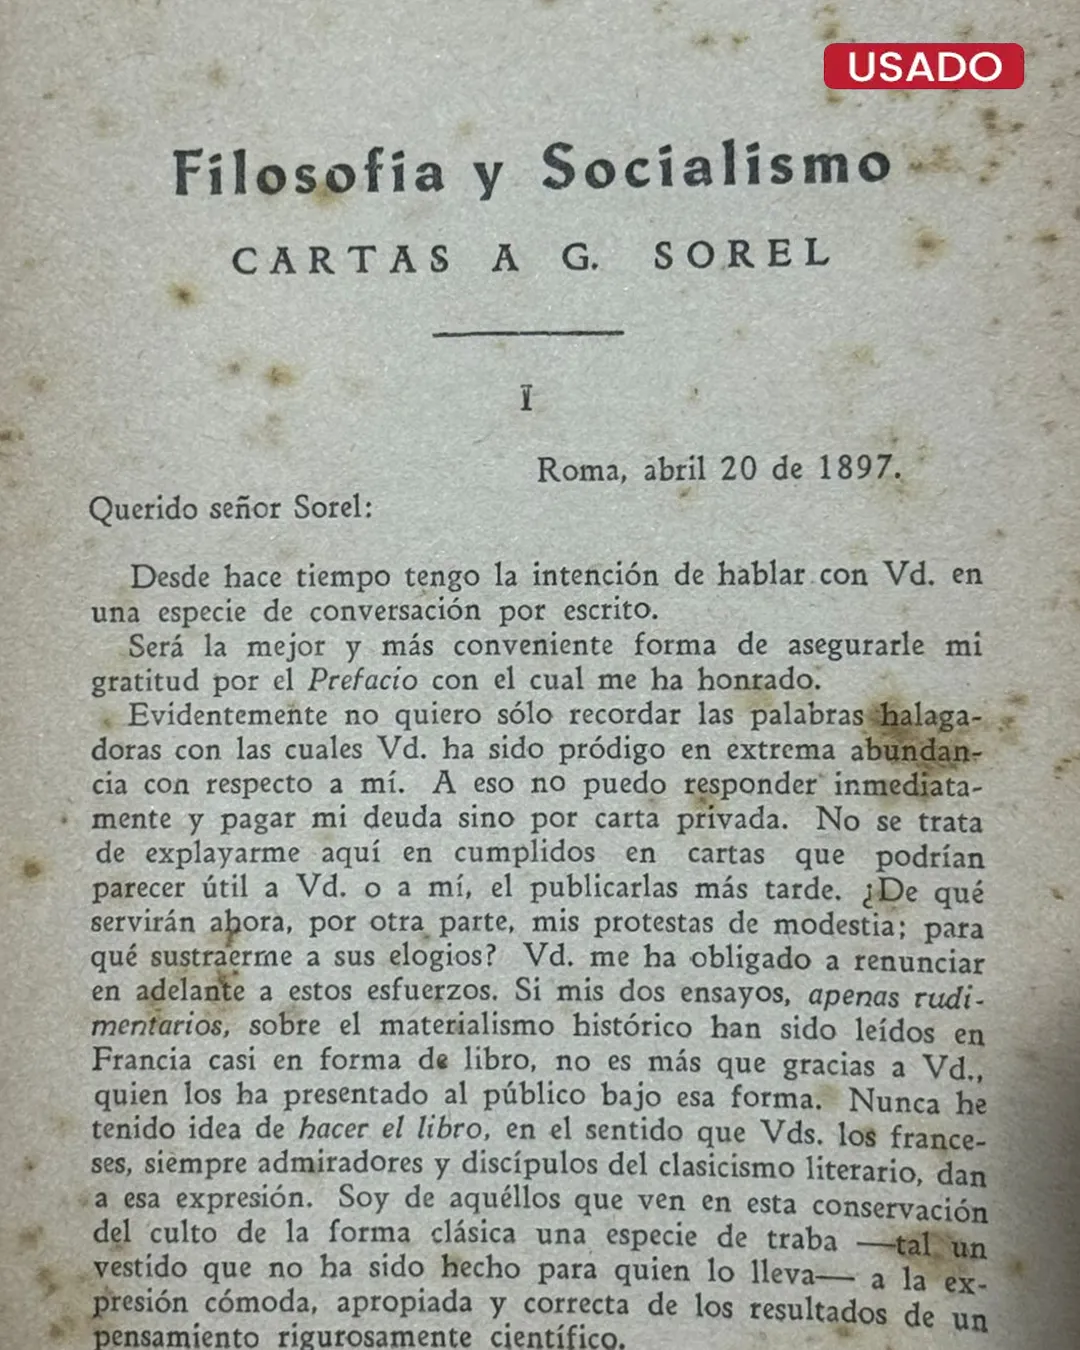 USADO
Filosofia y Socialismo
CARTAS A G. SOREL
I
Roma, abril 20 de 1897.
Querido señor Sorel:
Desde hace tiempo tengo la intención de hablar con Vd. en
una especie de conversación por escrito.
Será la mejor y más conveniente forma de asegurarle mi
gratitud por el Prefacio con el cual me ha honrado.
Evidentemente no quiero sólo recordar las palabras halaga-
doras con las cuales Vd. ha sido pródigo en extrema abundan-
cia con respecto a mí. A eso no puedo responder inmediata-
mente y pagar mi deuda sino por carta privada. No se trata
de explayarme aquí en cumplidos en cartas que podrían
parecer útil a Vd. o a mí, el publicarlas más tarde. ¿De qué
servirán ahora, por otra parte, mis protestas de modestia; para
qué sustraerme a sus elogios? Vd. me ha obligado a renunciar
en adelante a estos esfuerzos. Si mis dos ensayos, apenas rudi-
mentarios, sobre el materialismo histórico han sido leídos en
Francia casi en forma de libro, no es más que gracias a Vd.,
quien los ha presentado al público bajo esa forma. Nunca he
tenido idea de hacer el libro, en el sentido que Vds. los france-
ses, siempre admiradores y discípulos del clasicismo literario, dan
a esa expresión. Soy de aquéllos que ven en esta conservación
del culto de la forma clásica una especie de traba —tal un
vestido que no ha sido hecho para quien lo lleva— a la ex-
presión cómoda, apropiada y correcta de los resultados de un
pensamiento rigurosamente científico.